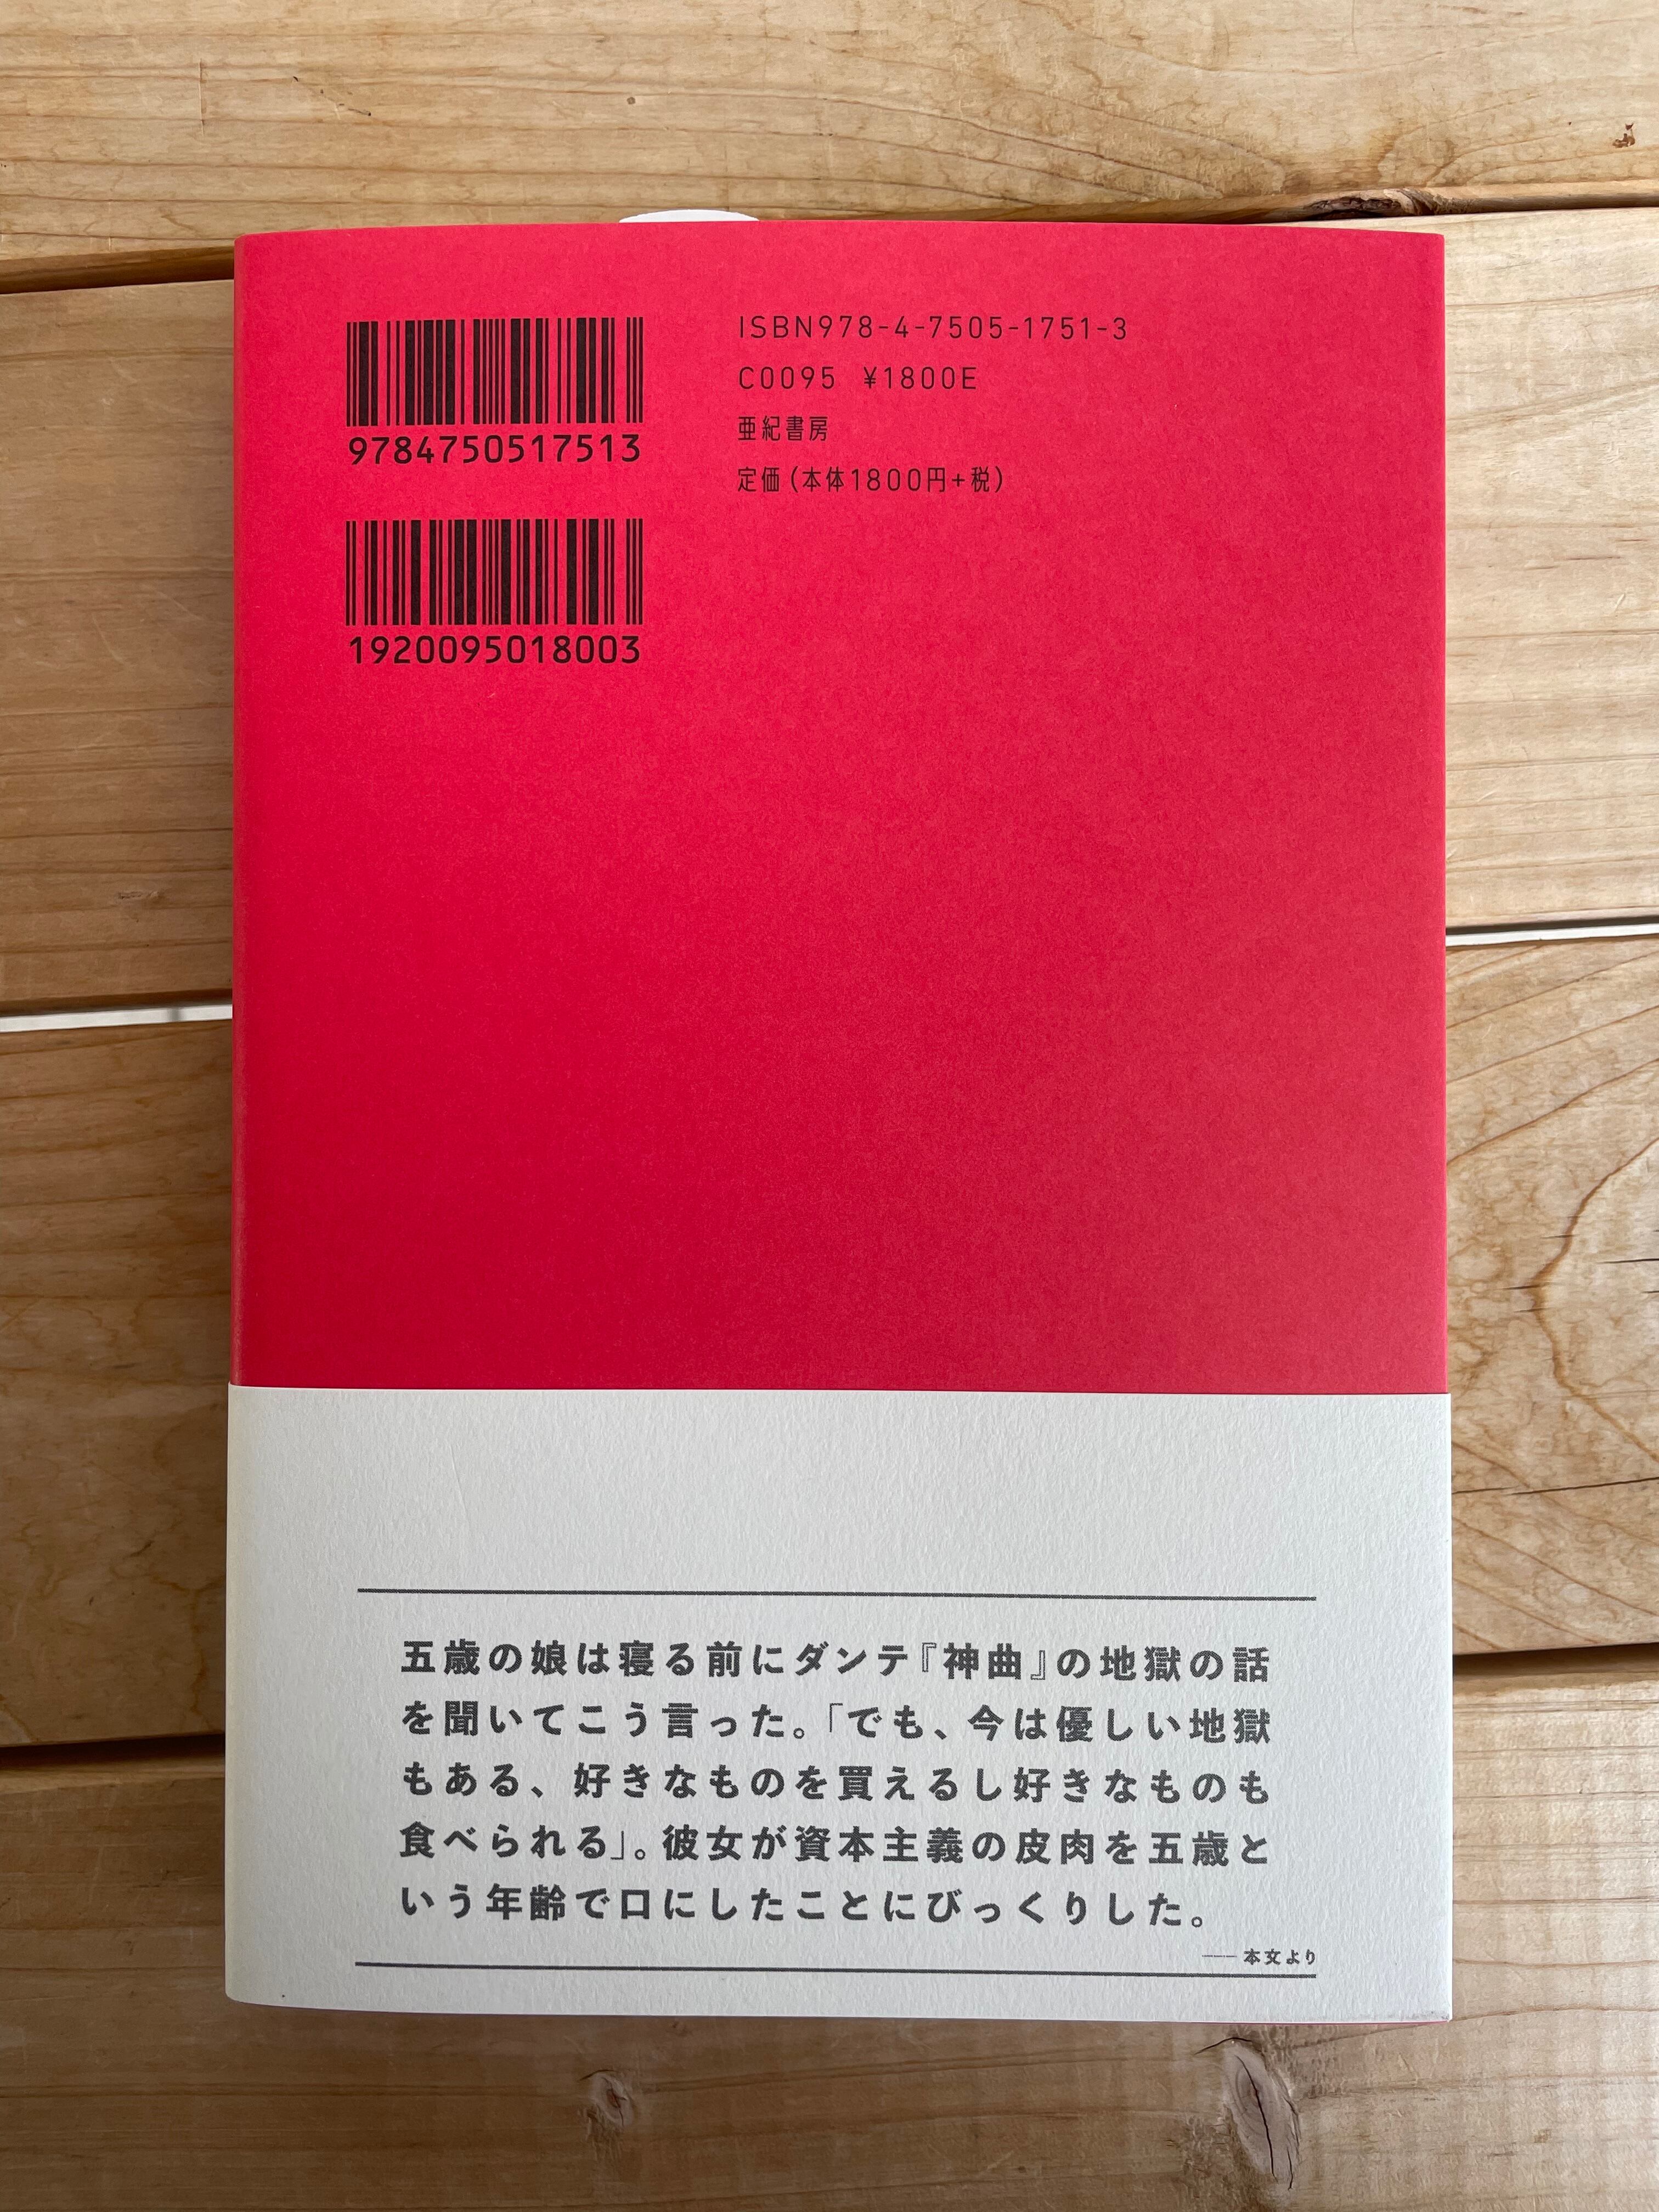 9784750517513
1920095018003
ISBN978-4-7505-1751-3
C0095 ¥1800E
亜紀書房
定価(本体1800円+税)
五歳の娘は寝る前にダンテ『神曲』の地獄の話
を聞いてこう言った。「でも、今は優しい地獄
もある、好きなものを買えるし好きなものも
食べられる」。彼女が資本主義の皮肉を五歳と
いう年齢で口にしたことにびっくりした。
——本文より